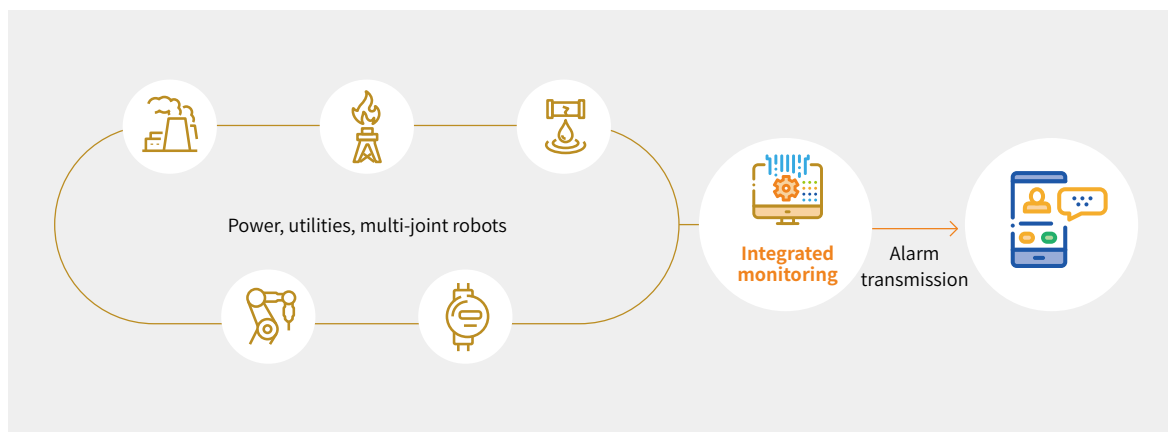 Power, utilities, multi-joint robots
Integrated
monitoring
Alarm
transmission